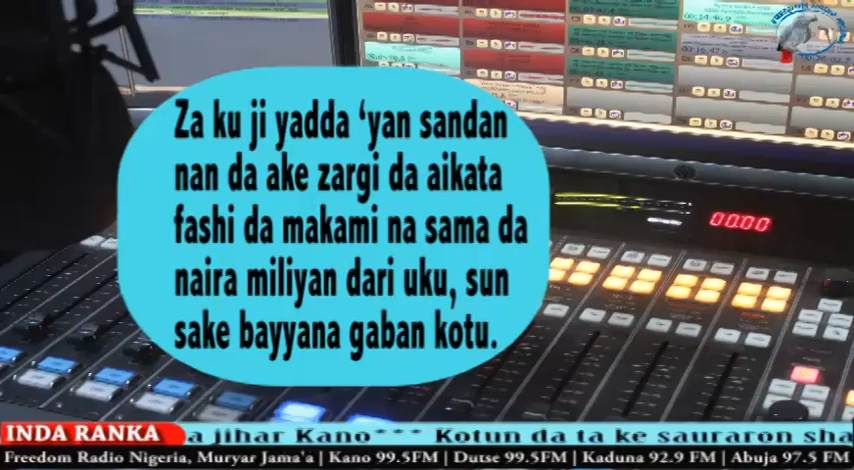 Za ku ji yadda ‘yan sandan
nan da ake zargi da aikata
fashi da makami na sama da
naira miliyan dari uku, sun
sake bayyana gaban kotu.
00:00
INDA RANKA
a jihar Kano*** Kotun da ta ke sauraron sha
Freedom Radio Nigeria, Muryar Jama'a | Kano 99.5FM | Dutse 99.5FM | Kaduna 92.9 FM | Abuja 97.5 FM